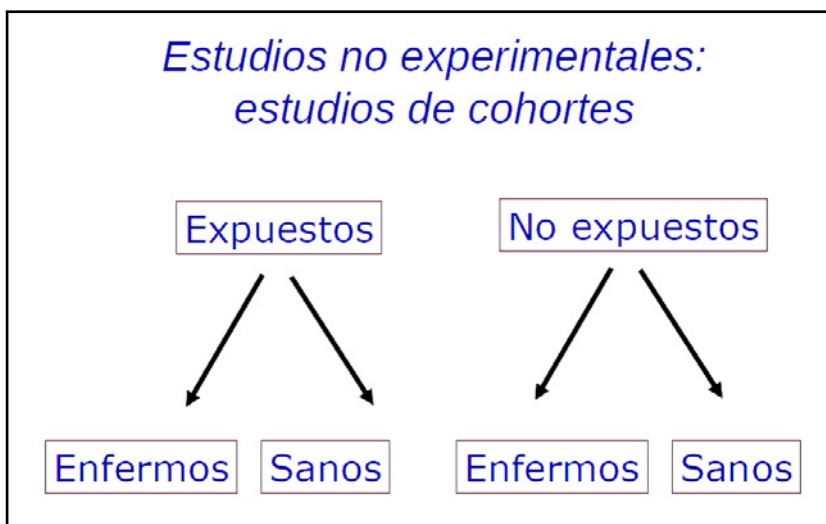 Estudios no experimentales:
estudios de cohortes
Expuestos
No expuestos
Enfermos
Sanos
Enfermos
Sanos